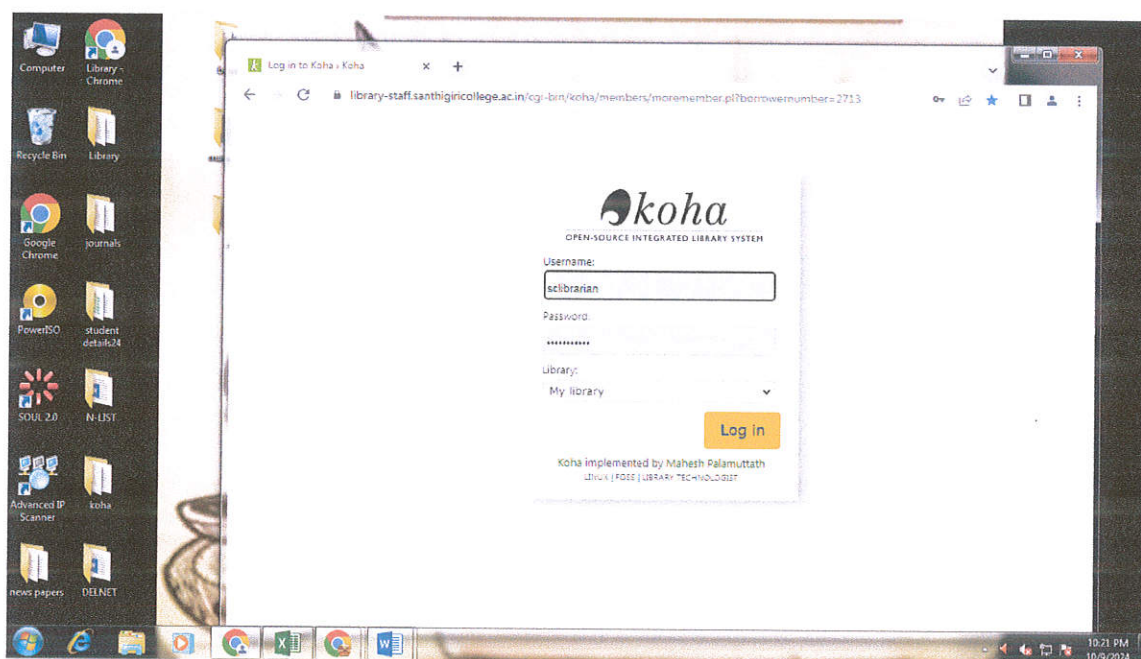 Computer
Library -
Chrome
Recycle Bin
Library
Google
Chrome
journals
PowerISO
student
details24
SOUL 2.0
N-LIST
Advanced IP
Scanner
koha
news papers
DELNET
Log in to Koha › Koha
library-staff.santhigiricollege.ac.in/cgi-bin/koha/members/moremember.pl?borrowernumber=2713
koha
OPEN-SOURCE INTEGRATED LIBRARY SYSTEM
Username:
sclibrarian
Password:
•••••••••••
Library:
My library
Log in
Koha implemented by Mahesh Palamuttath
LINUX | FOSS | LIBRARY TECHNOLOGIST
10:21 PM
10/9/2024